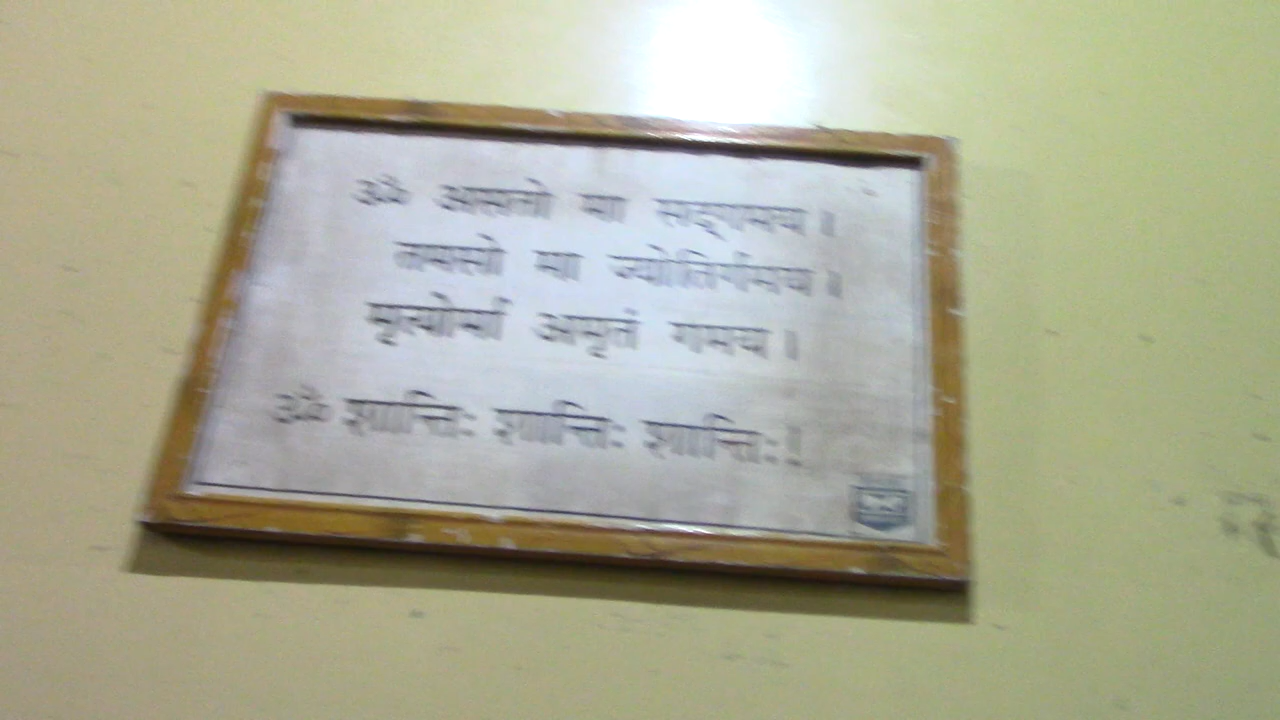 ॐ असतो मा सद्गमय ।
तमसो मा ज्योतिर्गमय ।
मृत्योर्मा अमृतं गमय ।
ॐ शान्तिः शान्तिः शान्तिः !